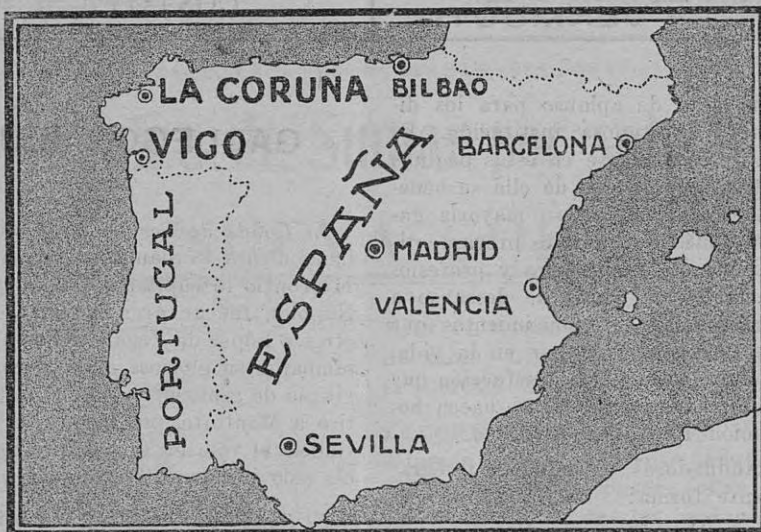 LA CORUÑA
BILBAO
VIGO
BARCELONA
PORTUGAL
ESPAÑA
MADRID
VALENCIA
SEVILLA